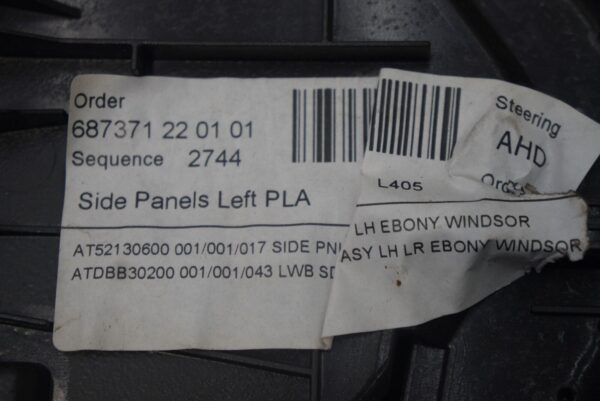 Order
687371 22 01 01
Sequence 2744
Side Panels Left PLA
AT52130600 001/001/017 SIDE PN
ATDBB30200 001/001/043 LWB SD
Steering
AHD
L405
LH EBONY WINDSOR
ASY LH LR EBONY WINDSOR